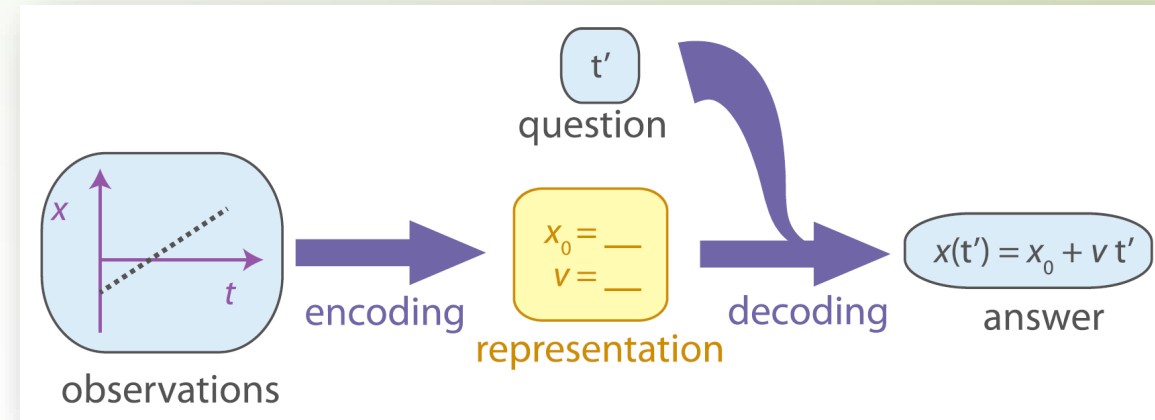 x
t
observations
encoding
t′
question
x₀ = __
v = __
representation
decoding
x(t′) = x₀ + v t′
answer